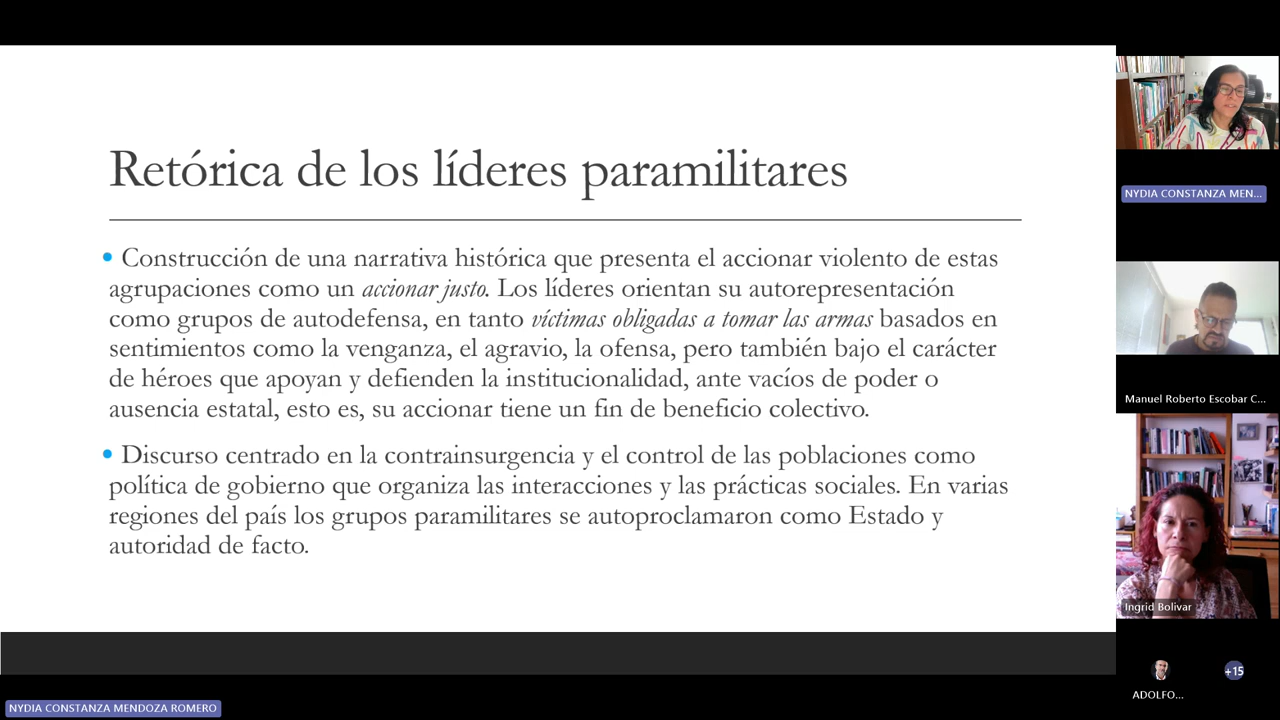 Retórica de los líderes paramilitares
• Construcción de una narrativa histórica que presenta el accionar violento de estas
agrupaciones como un accionar justo. Los líderes orientan su autorepresentación
como grupos de autodefensa, en tanto víctimas obligadas a tomar las armas basados en
sentimientos como la venganza, el agravio, la ofensa, pero también bajo el carácter
de héroes que apoyan y defienden la institucionalidad, ante vacíos de poder o
ausencia estatal, esto es, su accionar tiene un fin de beneficio colectivo.
• Discurso centrado en la contrainsurgencia y el control de las poblaciones como
política de gobierno que organiza las interacciones y las prácticas sociales. En varias
regiones del país los grupos paramilitares se autoproclamaron como Estado y
autoridad de facto.
NYDIA CONSTANZA MEN...
Manuel Roberto Escobar C...
Ingrid Bolivar
+15
ADOLFO...
NYDIA CONSTANZA MENDOZA ROMERO